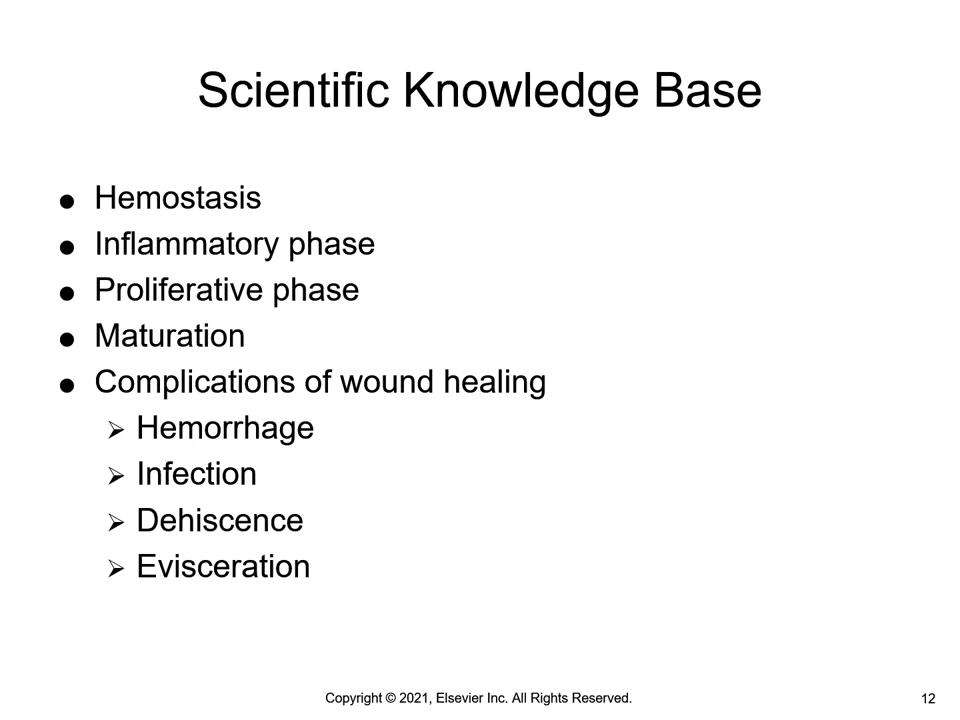 Scientific Knowledge Base
● Hemostasis
● Inflammatory phase
● Proliferative phase
● Maturation
● Complications of wound healing
➢ Hemorrhage
➢ Infection
➢ Dehiscence
➢ Evisceration
Copyright © 2021, Elsevier Inc. All Rights Reserved.
12